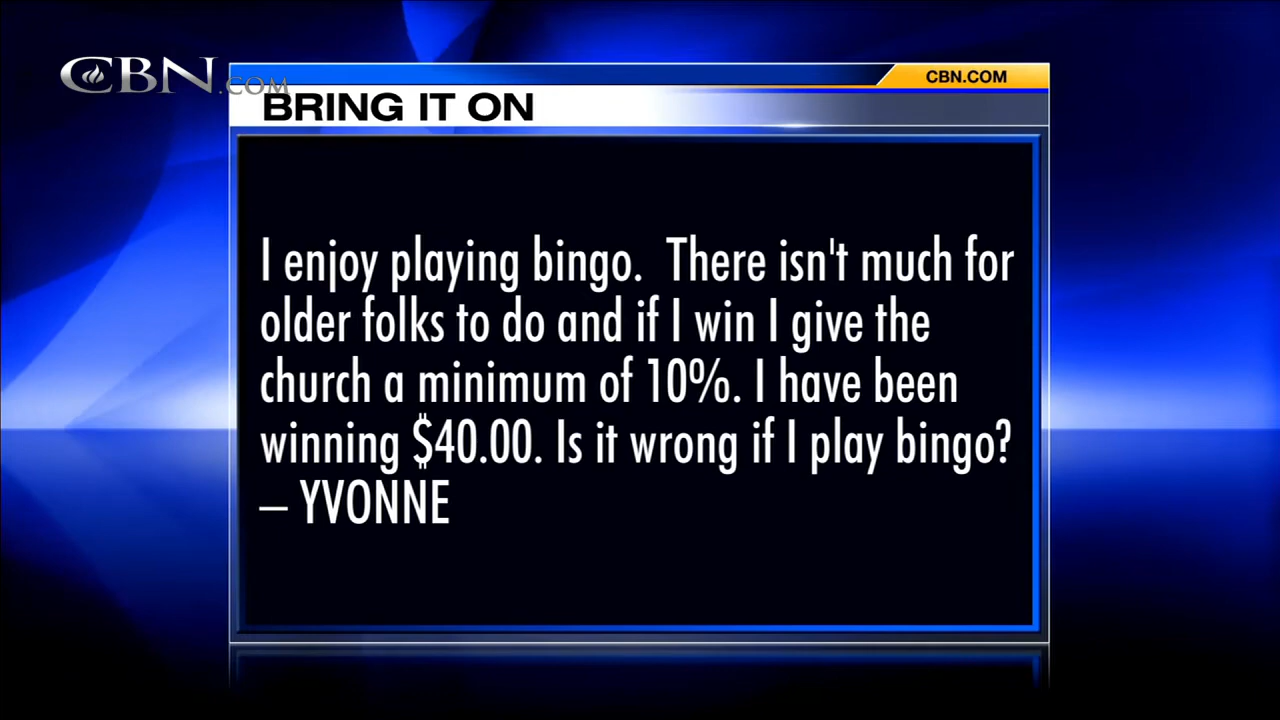 CBN.COM
CBN.COM
BRING IT ON
I enjoy playing bingo.  There isn't much for
older folks to do and if I win I give the
church a minimum of 10%. I have been
winning $40.00. Is it wrong if I play bingo?
– YVONNE